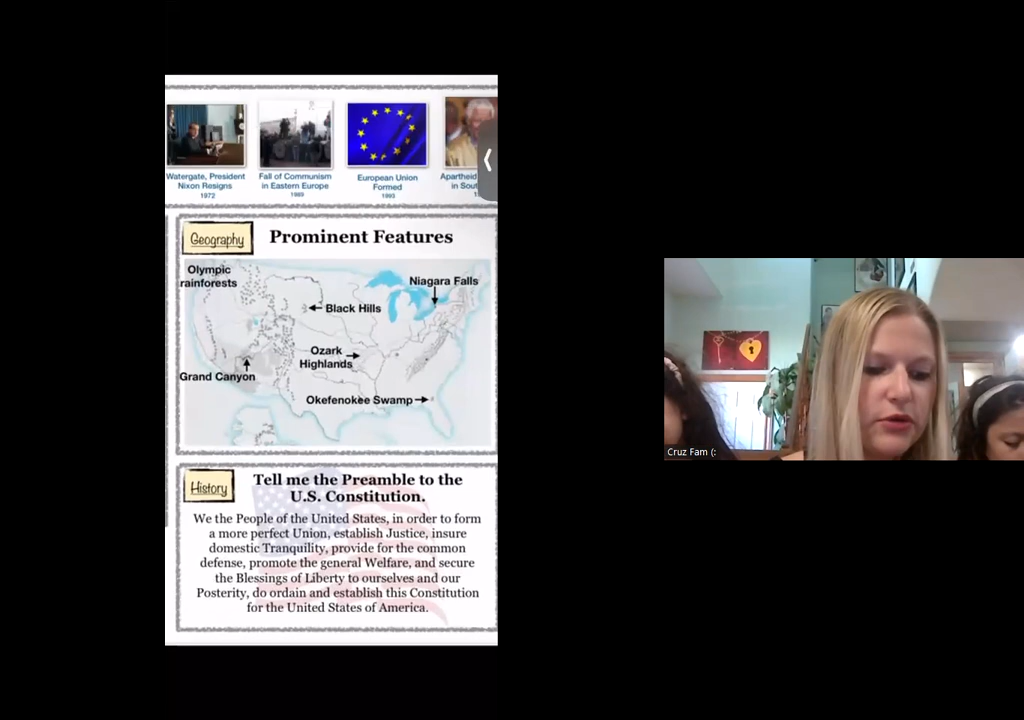 Watergate, President
Nixon Resigns
1972
Fall of Communism
in Eastern Europe
1989
European Union
Formed
1993
Apartheid
in Sout
Geography
Prominent Features
Olympic
rainforests
Niagara Falls
Black Hills
Ozark
Highlands
Grand Canyon
Okefenokee Swamp
History
Tell me the Preamble to the
U.S. Constitution.
We the People of the United States, in order to form
a more perfect Union, establish Justice, insure
domestic Tranquility, provide for the common
defense, promote the general Welfare, and secure
the Blessings of Liberty to ourselves and our
Posterity, do ordain and establish this Constitution
for the United States of America.
Cruz Fam (: